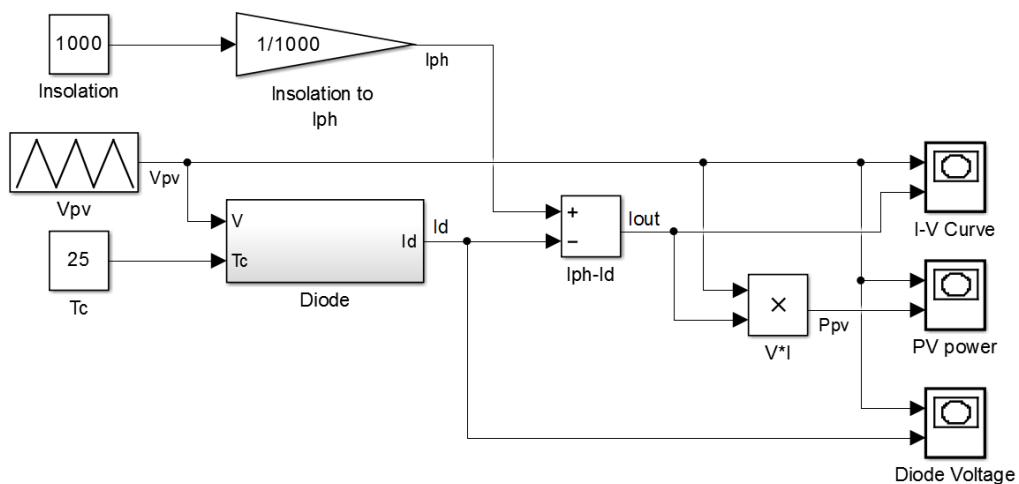 1000
Insolation
1/1000
Iph
Insolation to
Iph
Vpv
Vpv
25
Tc
V
Tc
Id
Diode
Id
+
−
Iph-Id
Iout
×
V*I
Ppv
I-V Curve
PV power
Diode Voltage